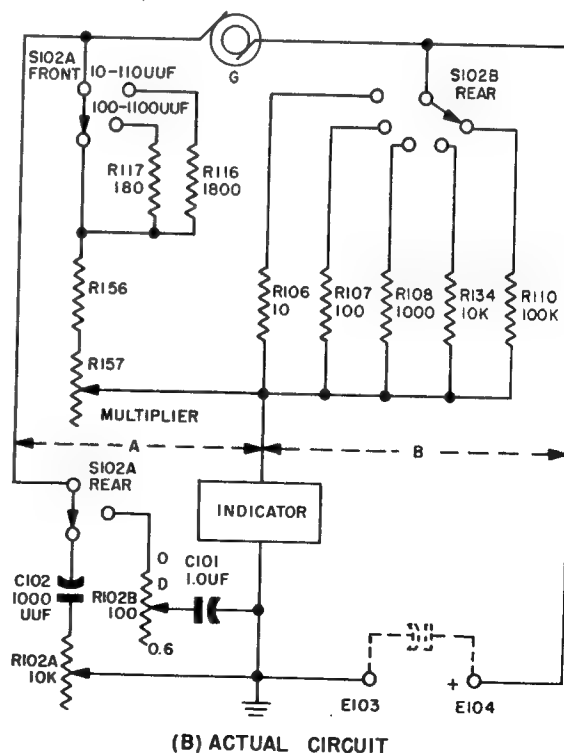 G
S102A
FRONT
10-110UUF
100-1100UUF
S102B
REAR
R117
180
R116
1800
R156
R106
10
R107
100
R108
1000
R134
10K
R110
100K
R157
MULTIPLIER
A
B
S102A
REAR
INDICATOR
C102
1000
UUF
O
D
R102B
100
0.6
C101
1.0UF
R102A
10K
E103
+
E104
(B) ACTUAL CIRCUIT